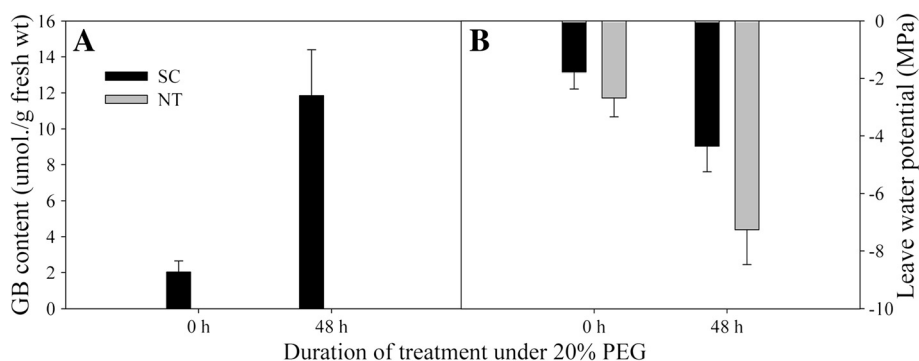 A
SC
NT
GB content (umol./g fresh wt)
16
14
12
10
8
6
4
2
0
0 h
48 h
B
0 h
48 h
0
-2
-4
-6
-8
-10
Leave water potential (MPa)
Duration of treatment under 20% PEG